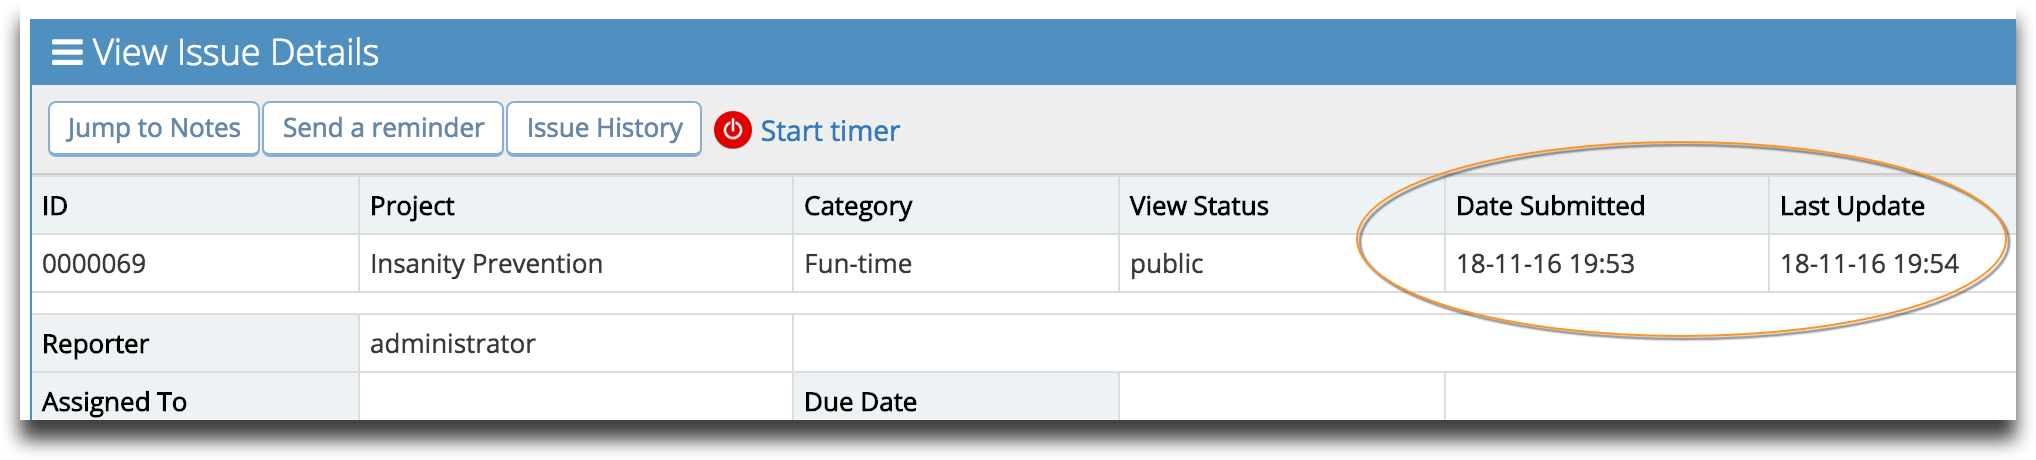 View Issue Details
Jump to Notes Send a reminder Issue History Start timer
ID Project Category View Status Date Submitted Last Update
0000069 Insanity Prevention Fun-time public 18-11-16 19:53 18-11-16 19:54
Reporter administrator
Assigned To Due Date